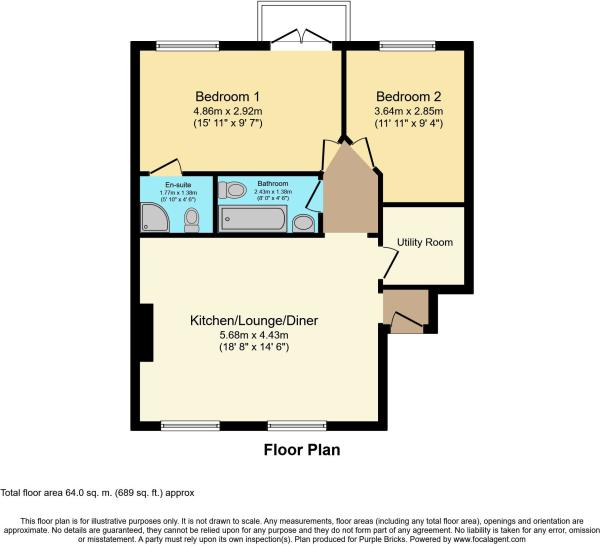 Bedroom 1
4.86m x 2.92m
(15' 11" x 9' 7")
Bedroom 2
3.64m x 2.85m
(11' 11" x 9' 4")
En-suite
1.77m x 1.38m
(5' 10" x 4' 6")
Bathroom
2.43m x 1.38m
(8' 0" x 4' 6")
Utility Room
Kitchen/Lounge/Diner
5.68m x 4.43m
(18' 8" x 14' 6")
Floor Plan
Total floor area 64.0 sq. m. (689 sq. ft.) approx
This floor plan is for illustrative purposes only. It is not drawn to scale. Any measurements, floor areas (including any total floor area), openings and orientation are
approximate. No details are guaranteed, they cannot be relied upon for any purpose and they do not form part of any agreement. No liability is taken for any error, omission
or misstatement. A party must rely upon its own inspection(s). Plan produced for Purple Bricks. Powered by www.focalagent.com